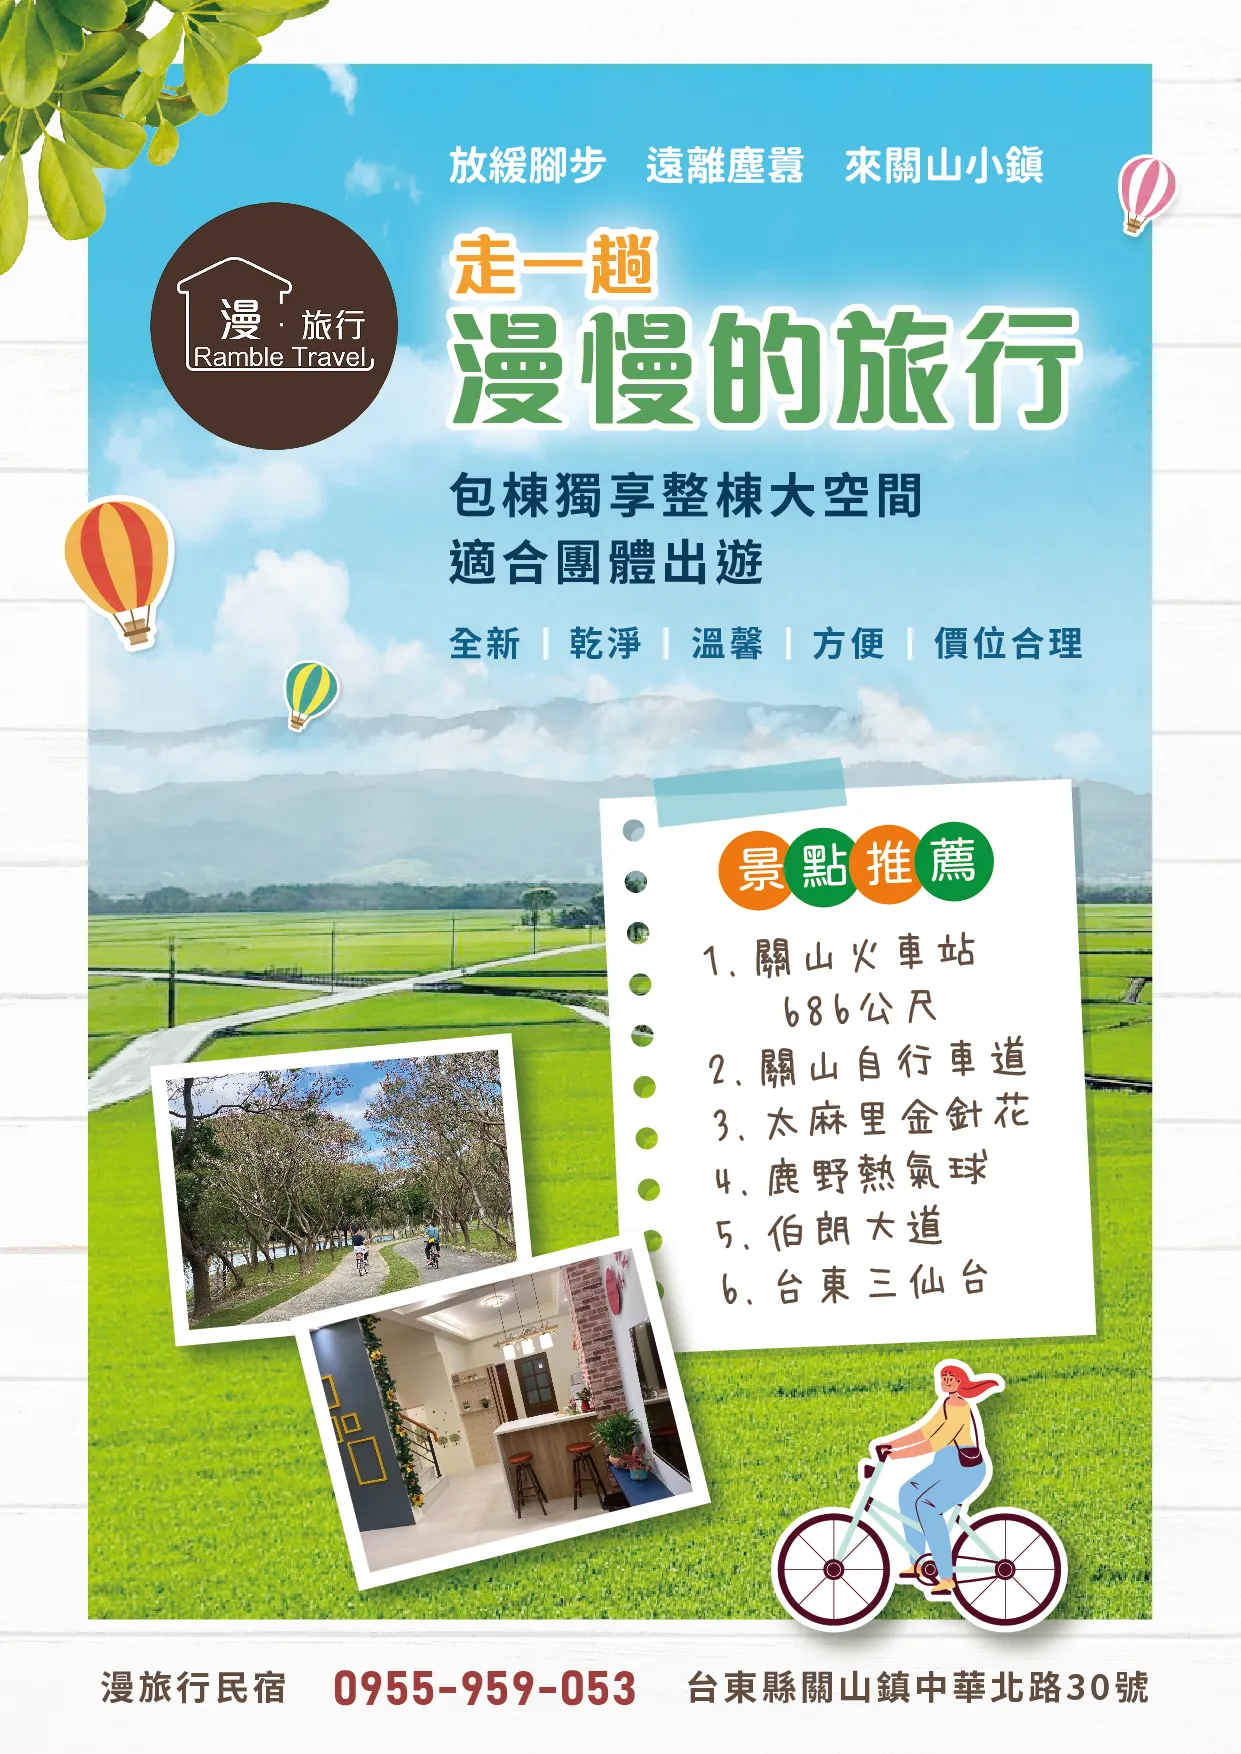 放緩腳步　遠離塵囂　來關山小鎮
走一趟
漫慢的旅行
漫·旅行
Ramble Travel
包棟獨享整棟大空間
適合團體出遊
全新｜乾淨｜溫馨｜方便｜價位合理
景點推薦
1. 關山火車站
686公尺
2. 關山自行車道
3. 太麻里金針花
4. 鹿野熱氣球
5. 伯朗大道
6. 台東三仙台
漫旅行民宿　0955-959-053　台東縣關山鎮中華北路30號